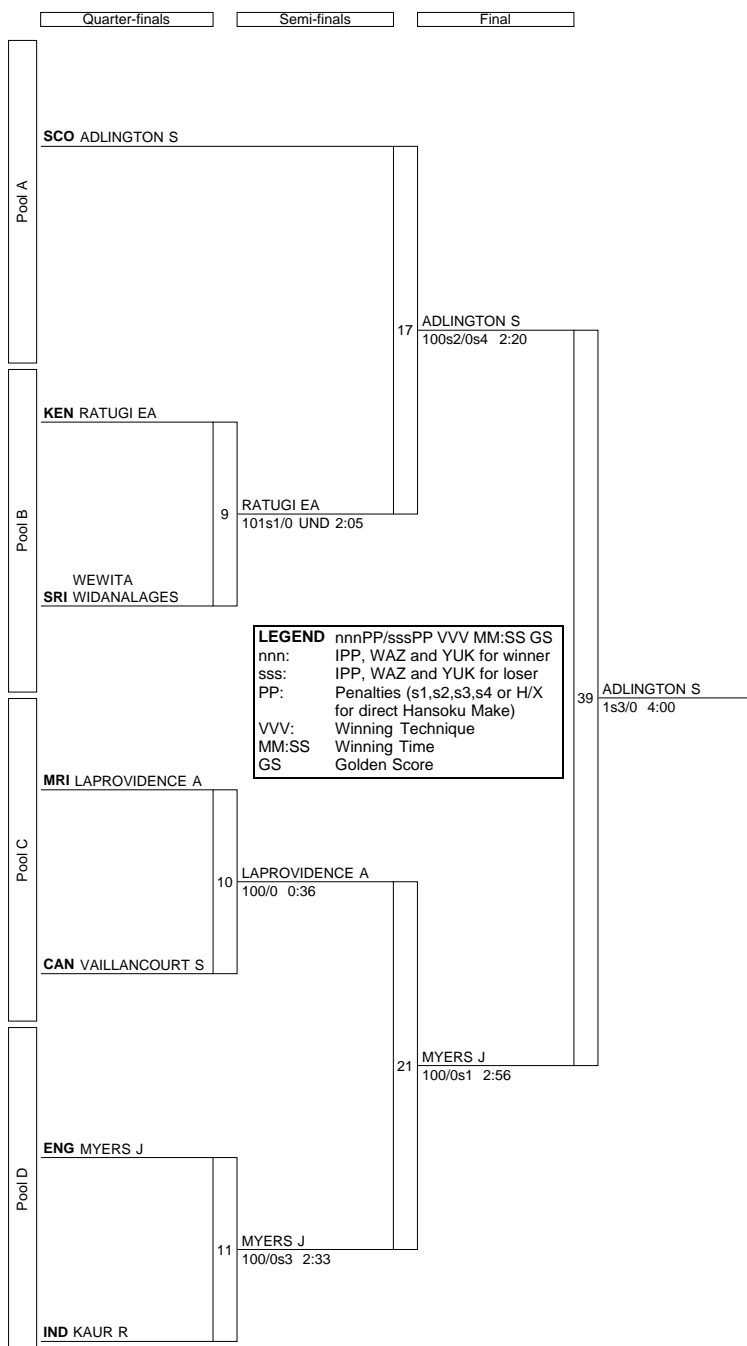 Quarter-finals Semi-finals Final
Pool A
SCO ADLINGTON S
17
ADLINGTON S
100s2/0s4 2:20
Pool B
KEN RATUGI EA
9
RATUGI EA
101s1/0 UND 2:05
WEWITA
SRI WIDANALAGES
LEGEND nnnPP/sssPP VVV MM:SS GS
nnn: IPP, WAZ and YUK for winner
sss: IPP, WAZ and YUK for loser
PP: Penalties (s1,s2,s3,s4 or H/X
for direct Hansoku Make)
VVV: Winning Technique
MM:SS Winning Time
GS Golden Score
39
ADLINGTON S
1s3/0 4:00
Pool C
MRI LAPROVIDENCE A
10
LAPROVIDENCE A
100/0 0:36
CAN VAILLANCOURT S
21
MYERS J
100/0s1 2:56
Pool D
ENG MYERS J
11
MYERS J
100/0s3 2:33
IND KAUR R